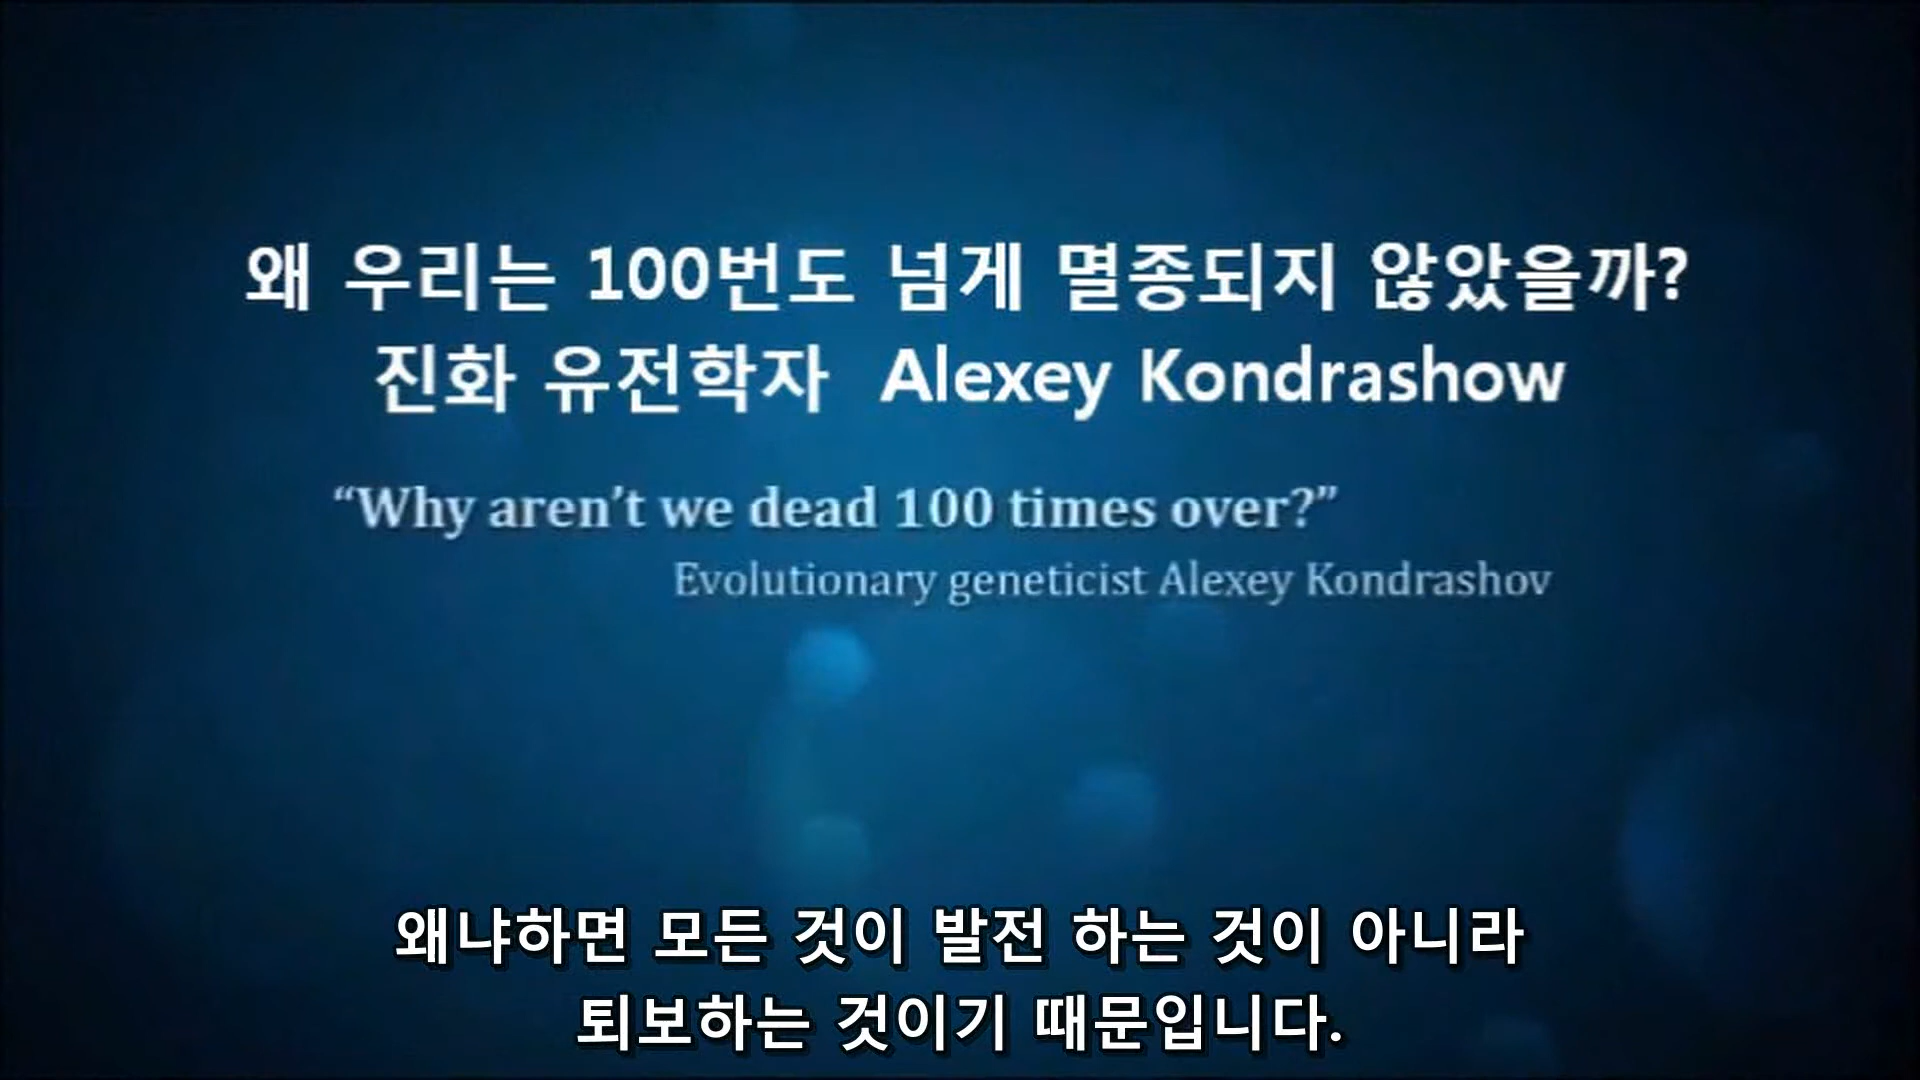 왜 우리는 100번도 넘게 멸종되지 않았을까?
진화 유전학자 Alexey Kondrashow
“Why aren’t we dead 100 times over?”
Evolutionary geneticist Alexey Kondrashov
왜냐하면 모든 것이 발전 하는 것이 아니라
퇴보하는 것이기 때문입니다.